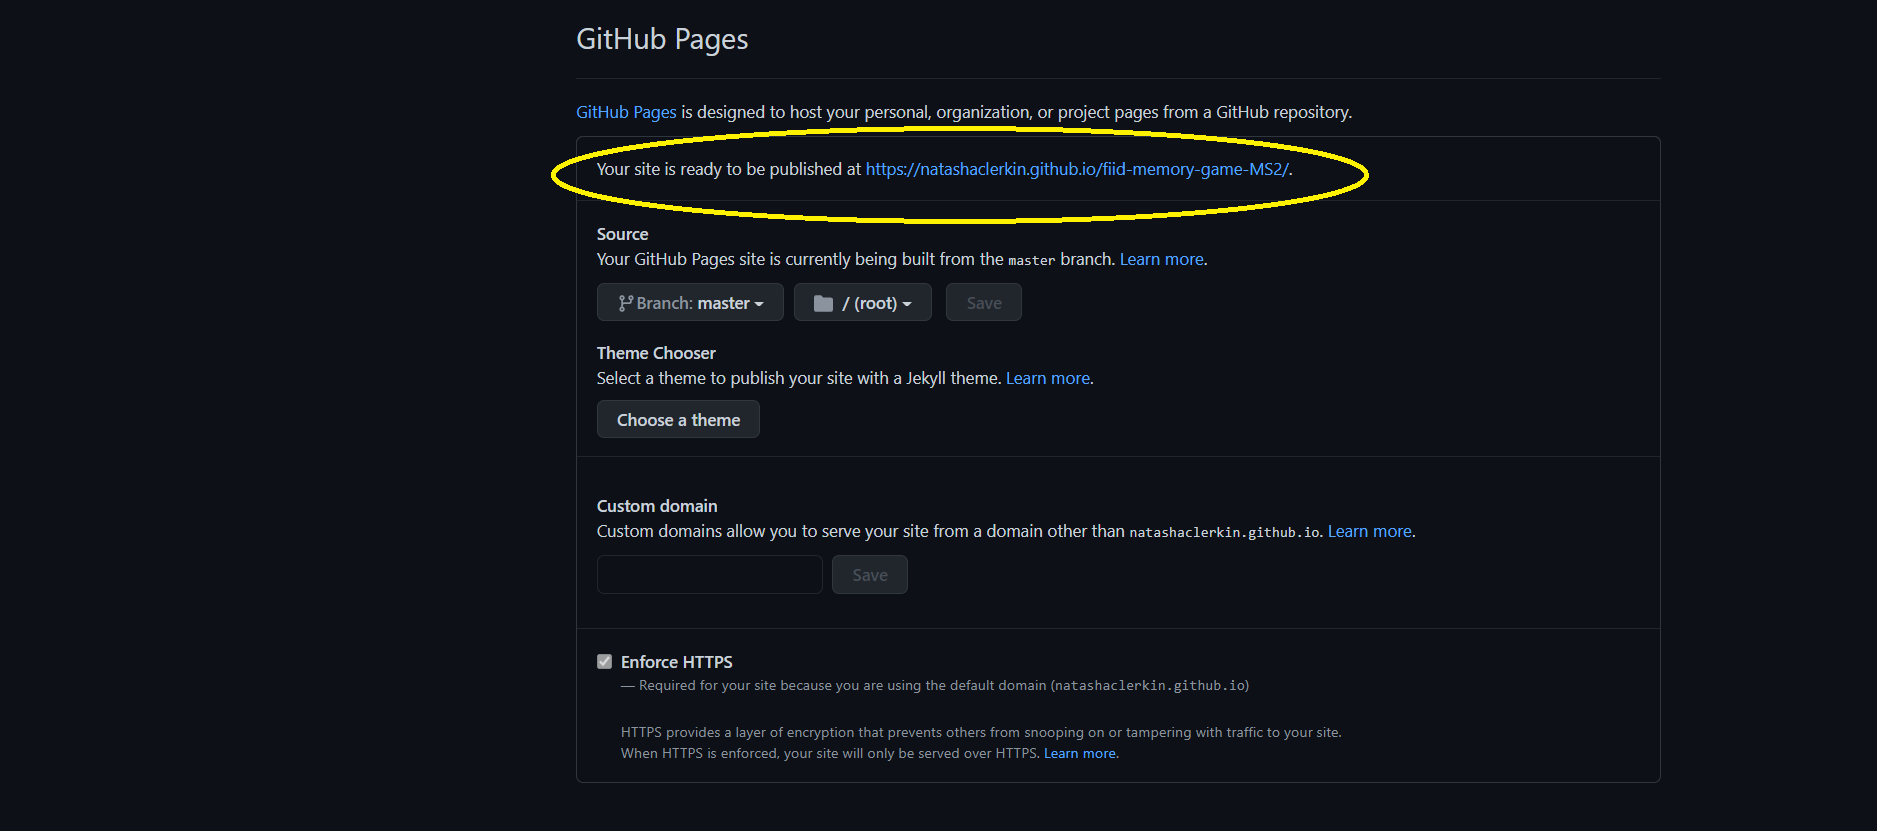 GitHub Pages
GitHub Pages is designed to host your personal, organization, or project pages from a GitHub repository.
Your site is ready to be published at https://natashaclerkin.github.io/fiid-memory-game-MS2/.
Source
Your GitHub Pages site is currently being built from the master branch. Learn more.
Branch: master / (root) Save
Theme Chooser
Select a theme to publish your site with a Jekyll theme. Learn more.
Choose a theme
Custom domain
Custom domains allow you to serve your site from a domain other than natashaclerkin.github.io. Learn more.
Save
Enforce HTTPS
— Required for your site because you are using the default domain (natashaclerkin.github.io)
HTTPS provides a layer of encryption that prevents others from snooping on or tampering with traffic to your site.
When HTTPS is enforced, your site will only be served over HTTPS. Learn more.